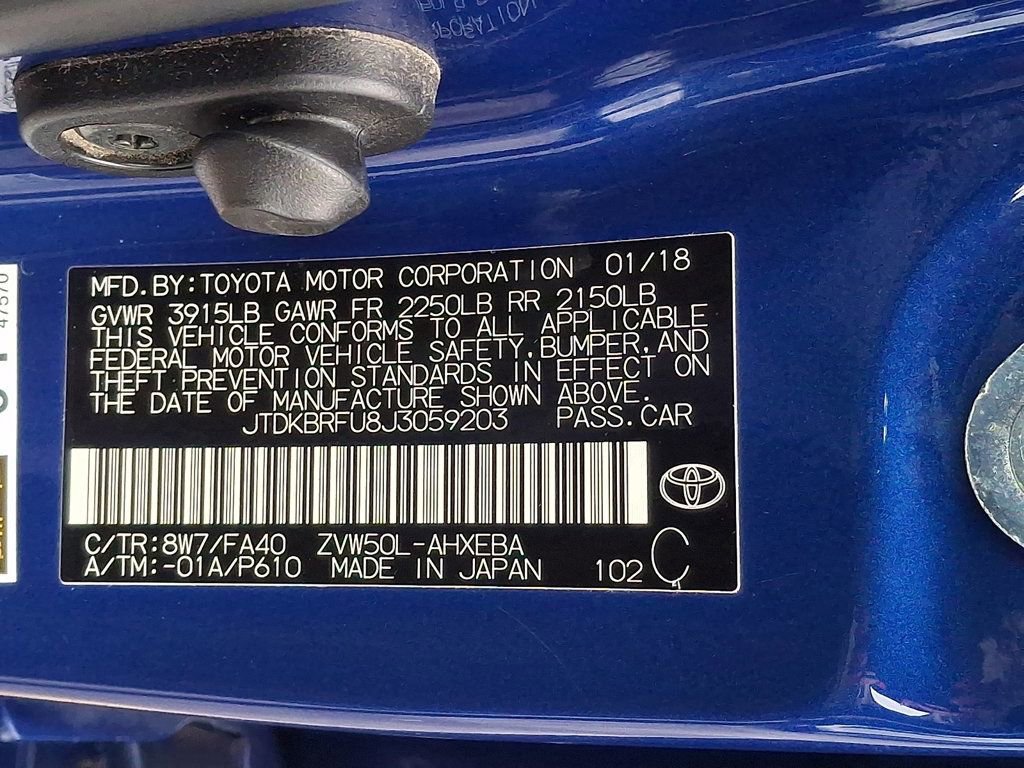 MFD.BY:TOYOTA MOTOR CORPORATION 01/18
GVWR 3915LB GAWR FR 2250LB RR 2150LB
THIS VEHICLE CONFORMS TO ALL APPLICABLE
FEDERAL MOTOR VEHICLE SAFETY,BUMPER,AND
THEFT PREVENTION STANDARDS IN EFFECT ON
THE DATE OF MANUFACTURE SHOWN ABOVE.
JTDKBRFU8J3059203 PASS.CAR
C/TR:8W7/FA40 ZVW50L-AHXEBA
A/TM:-01A/P610 MADE IN JAPAN 102 C
47570